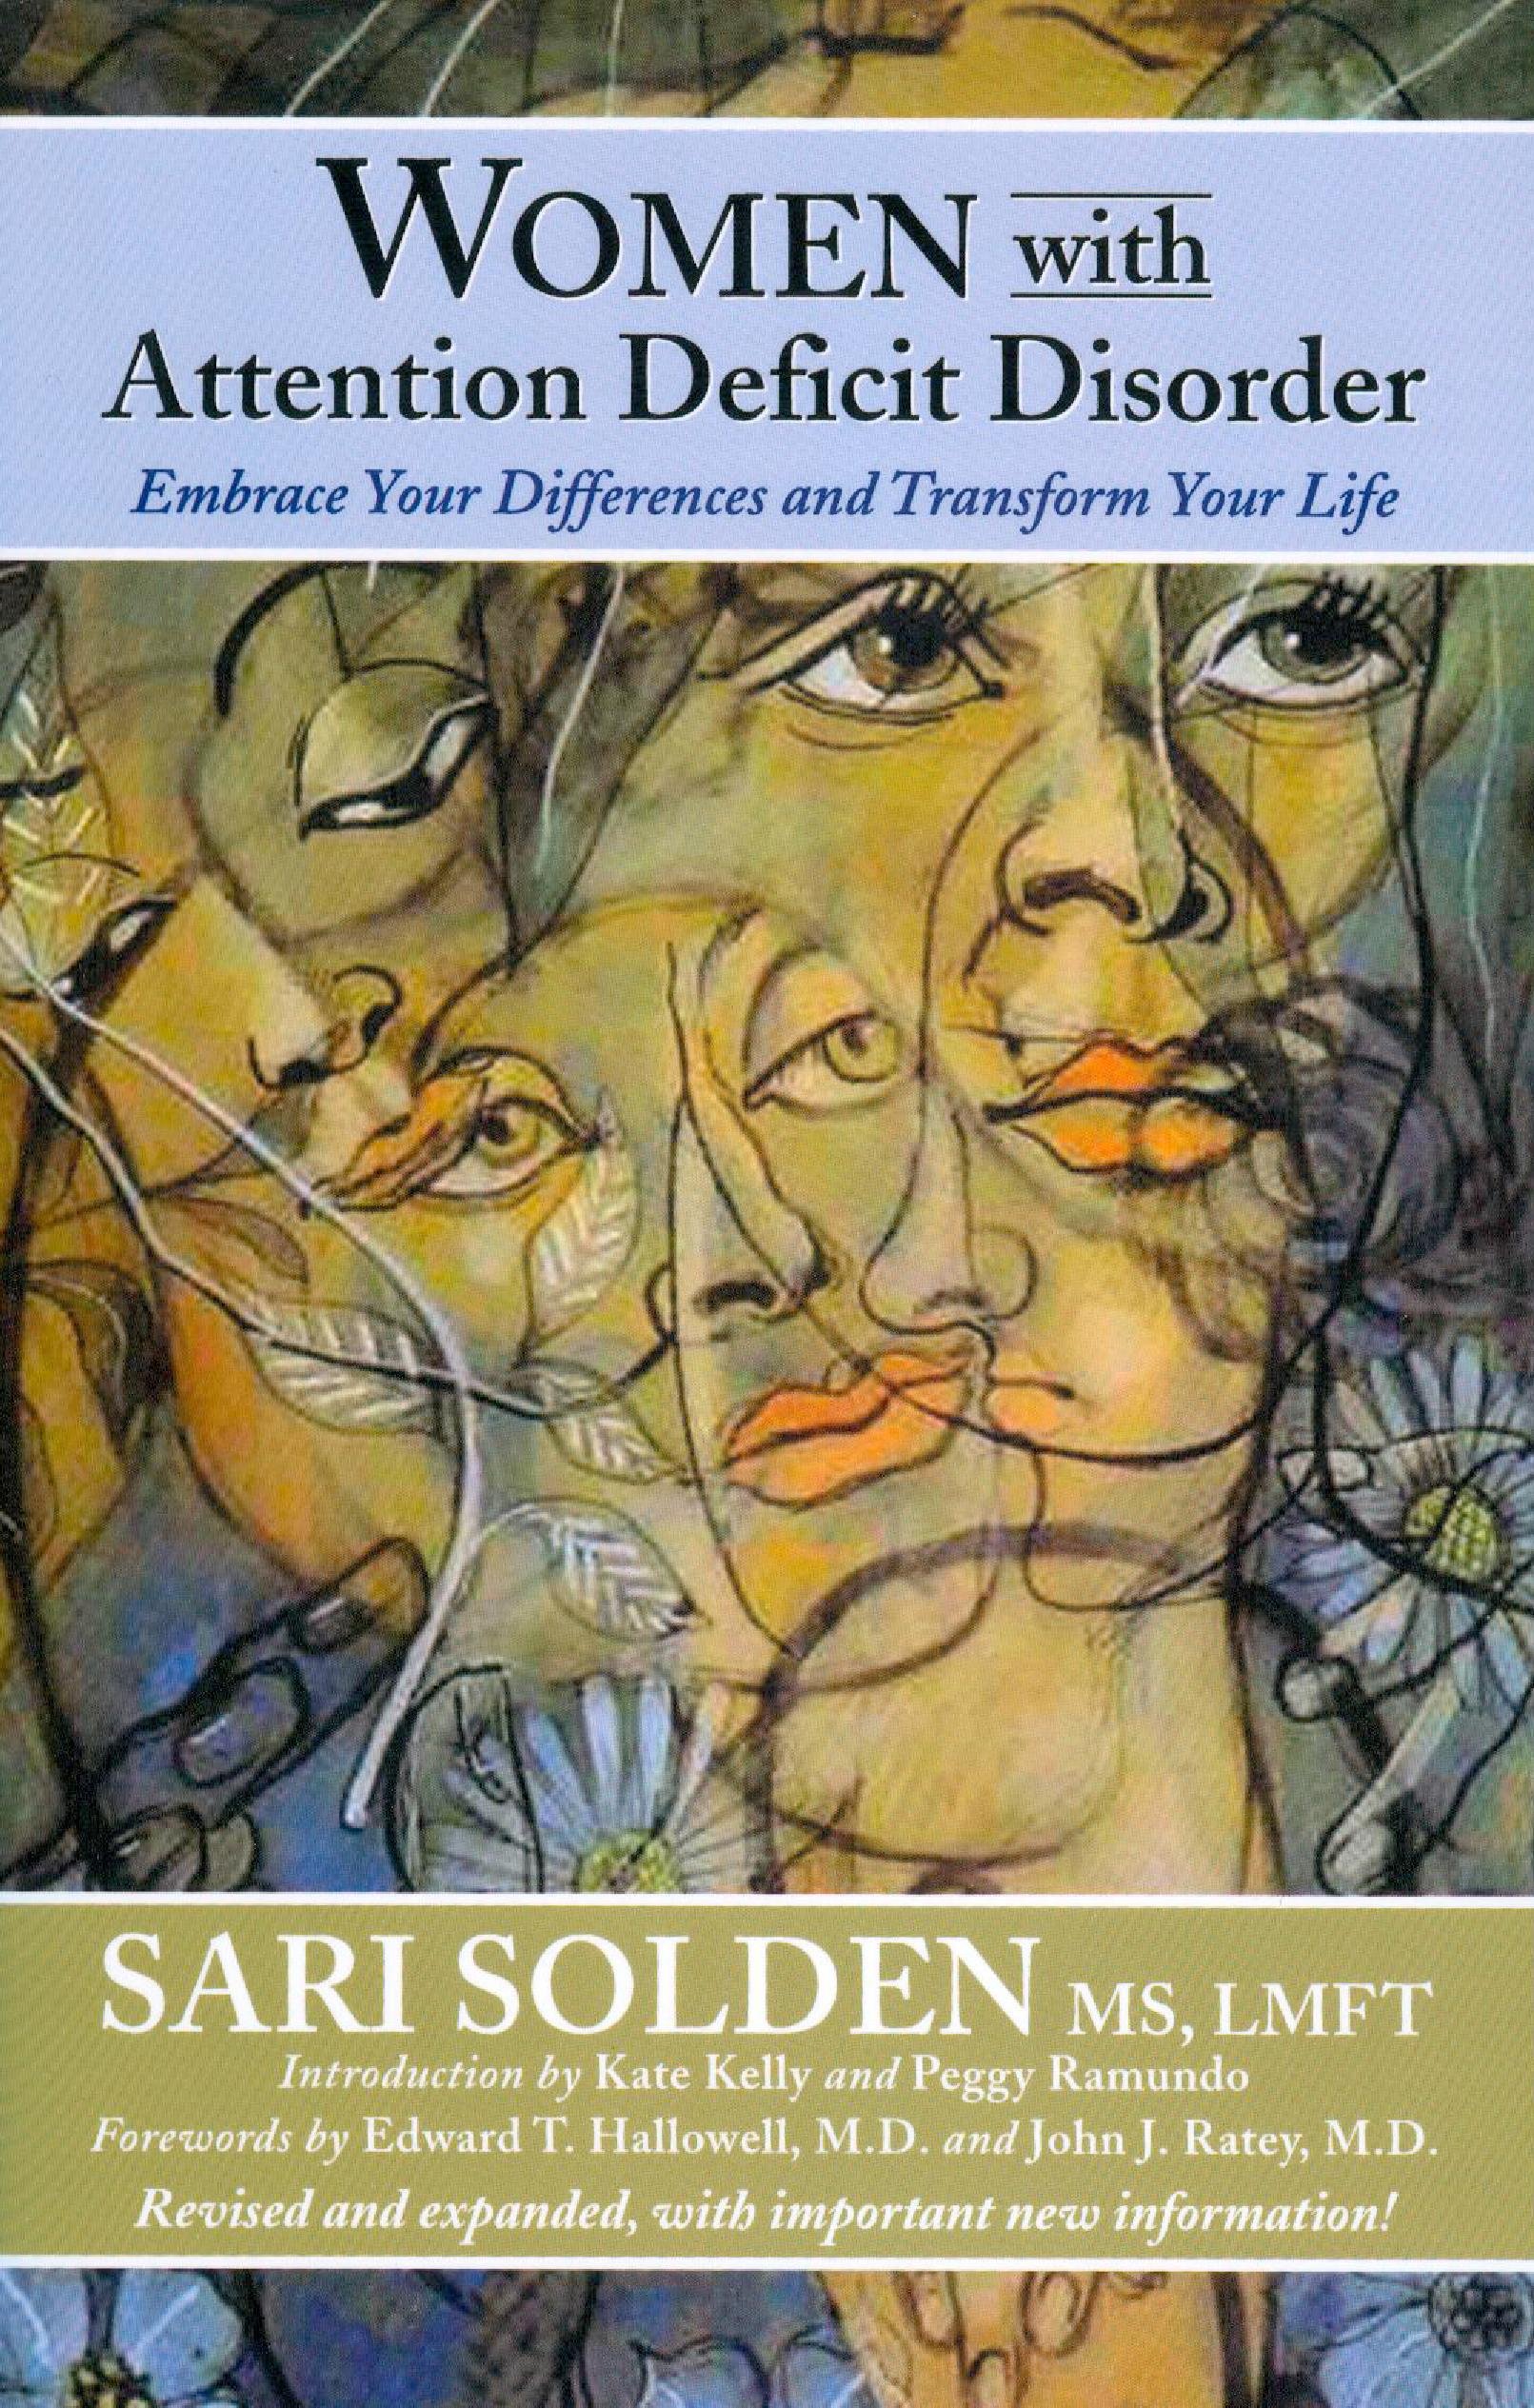 WOMEN with
Attention Deficit Disorder
Embrace Your Differences and Transform Your Life
SARI SOLDEN MS, LMFT
Introduction by Kate Kelly and Peggy Ramundo
Forewords by Edward T. Hallowell, M.D. and John J. Ratey, M.D.
Revised and expanded, with important new information!